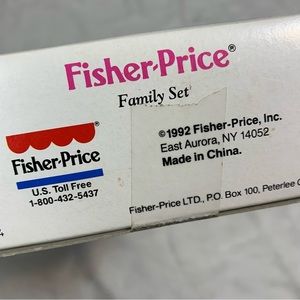 Fisher-Price®
Family Set
Fisher-Price
U.S. Toll Free
1-800-432-5437
©1992 Fisher-Price, Inc.
East Aurora, NY 14052
Made in China.
Fisher-Price LTD., P.O. Box 100, Peterlee